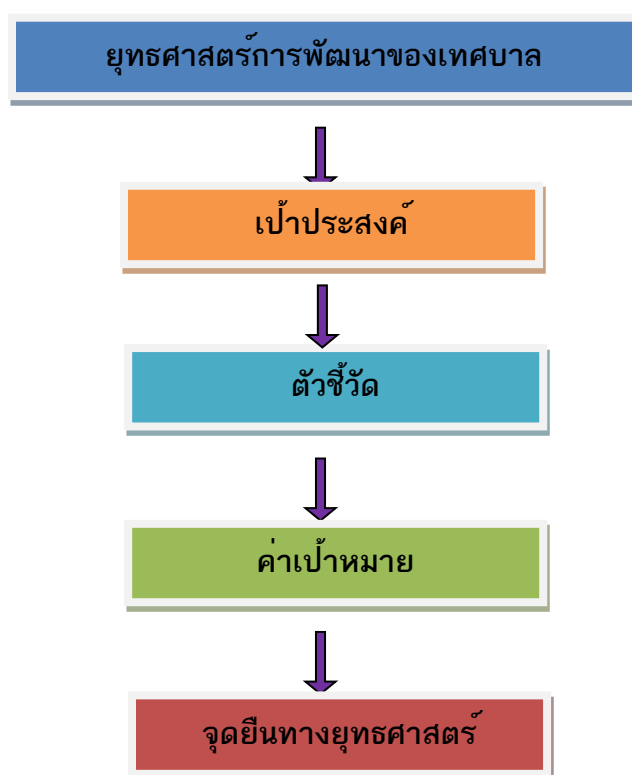 ยุทธศาสตร์การพัฒนาของเทศบาล
เป้าประสงค์
ตัวชี้วัด
ค่าเป้าหมาย
จุดยืนทางยุทธศาสตร์